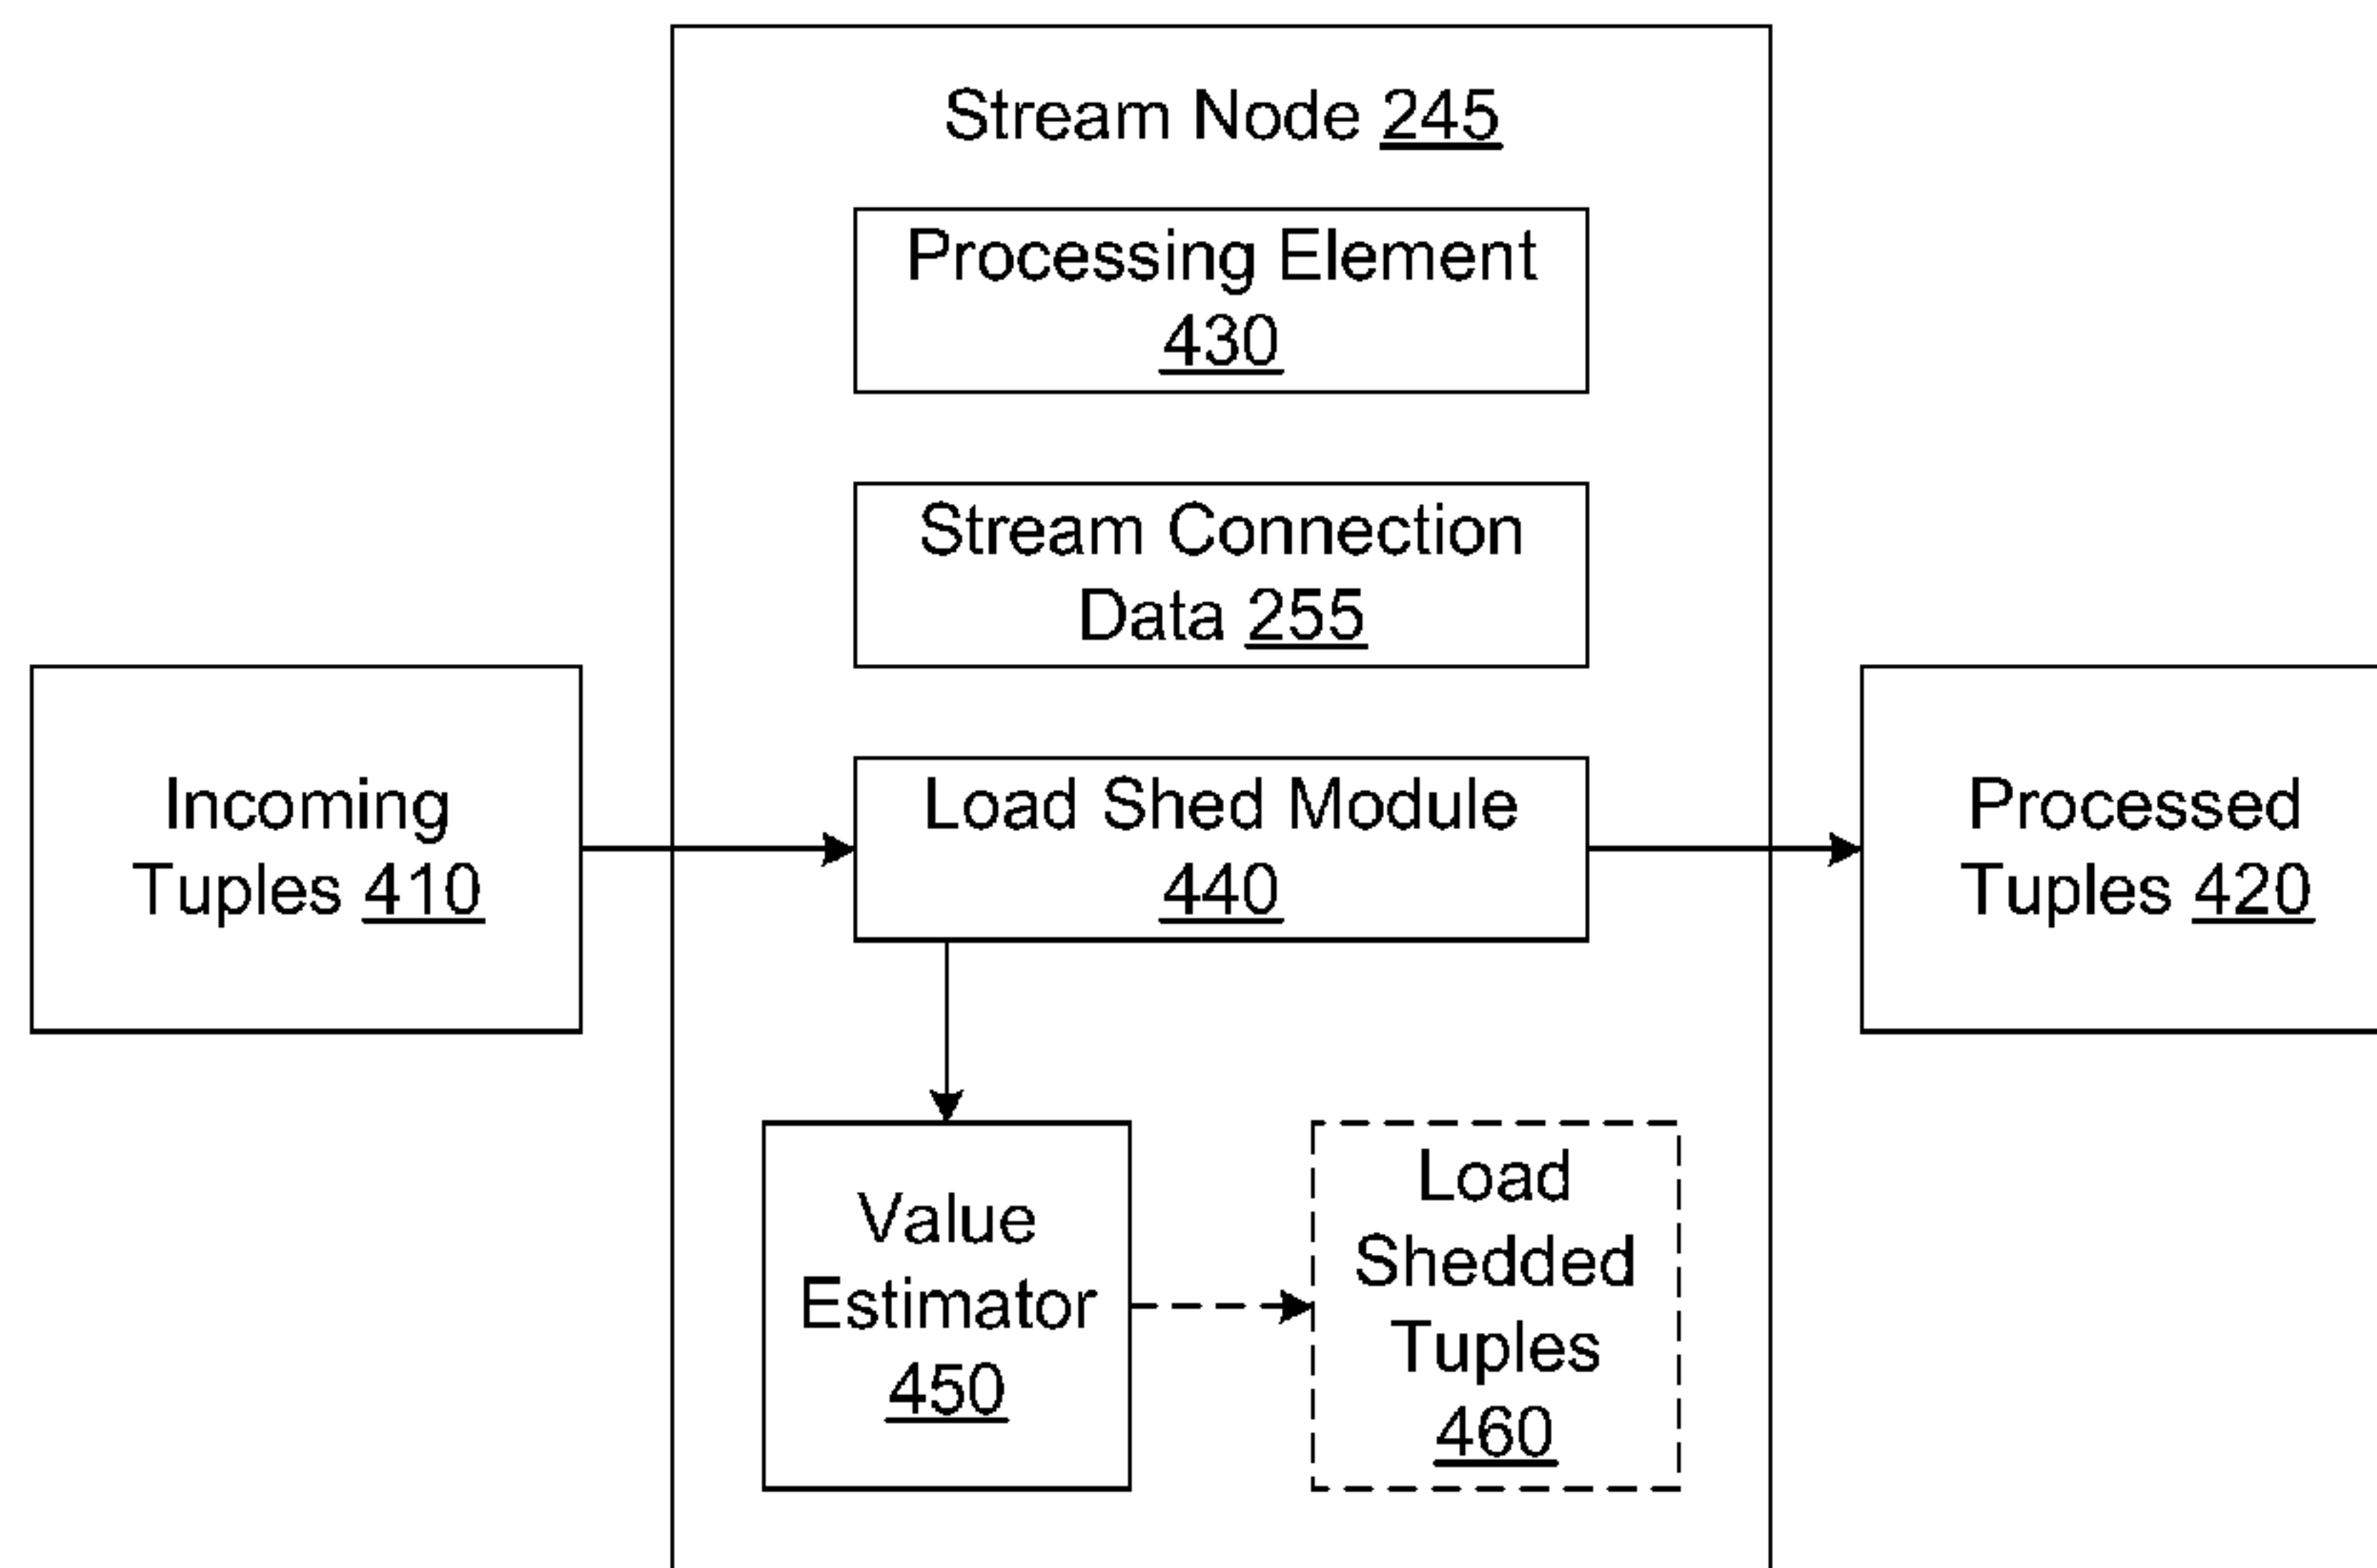 Stream Node 245
Processing Element
430
Stream Connection
Data 255
Incoming
Tuples 410
Load Shed Module
440
Processed
Tuples 420
Value
Estimator
450
Load
Shedded
Tuples
460